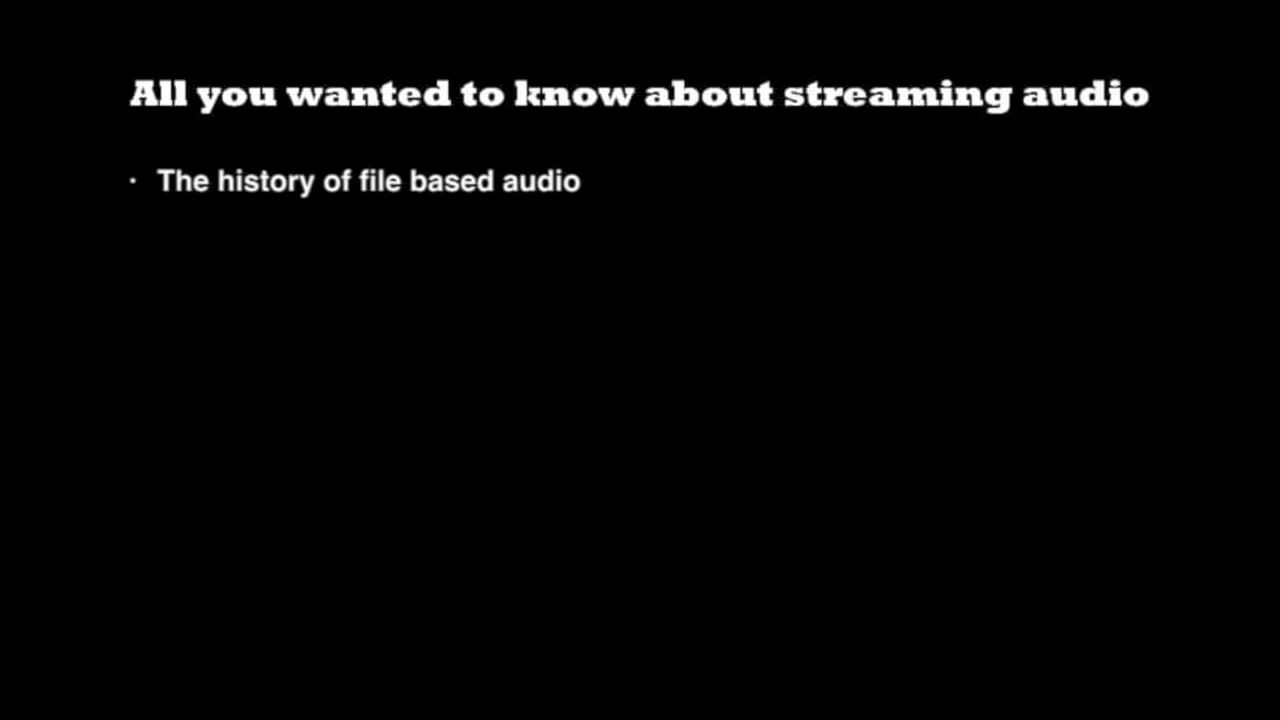 All you wanted to know about streaming audio
· The history of file based audio